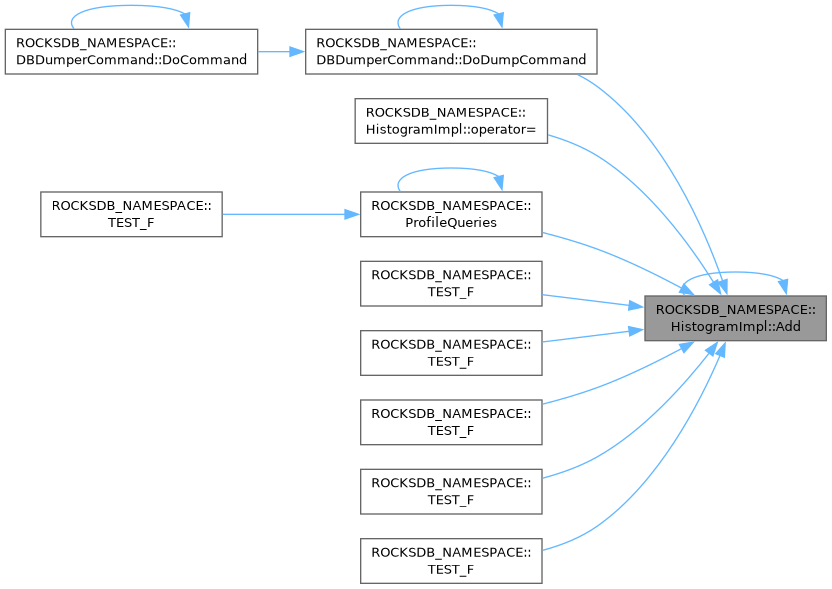 ROCKSDB_NAMESPACE::
DBDumperCommand::DoCommand
ROCKSDB_NAMESPACE::
DBDumperCommand::DoDumpCommand
ROCKSDB_NAMESPACE::
HistogramImpl::operator=
ROCKSDB_NAMESPACE::
TEST_F
ROCKSDB_NAMESPACE::
ProfileQueries
ROCKSDB_NAMESPACE::
TEST_F
ROCKSDB_NAMESPACE::
HistogramImpl::Add
ROCKSDB_NAMESPACE::
TEST_F
ROCKSDB_NAMESPACE::
TEST_F
ROCKSDB_NAMESPACE::
TEST_F
ROCKSDB_NAMESPACE::
TEST_F